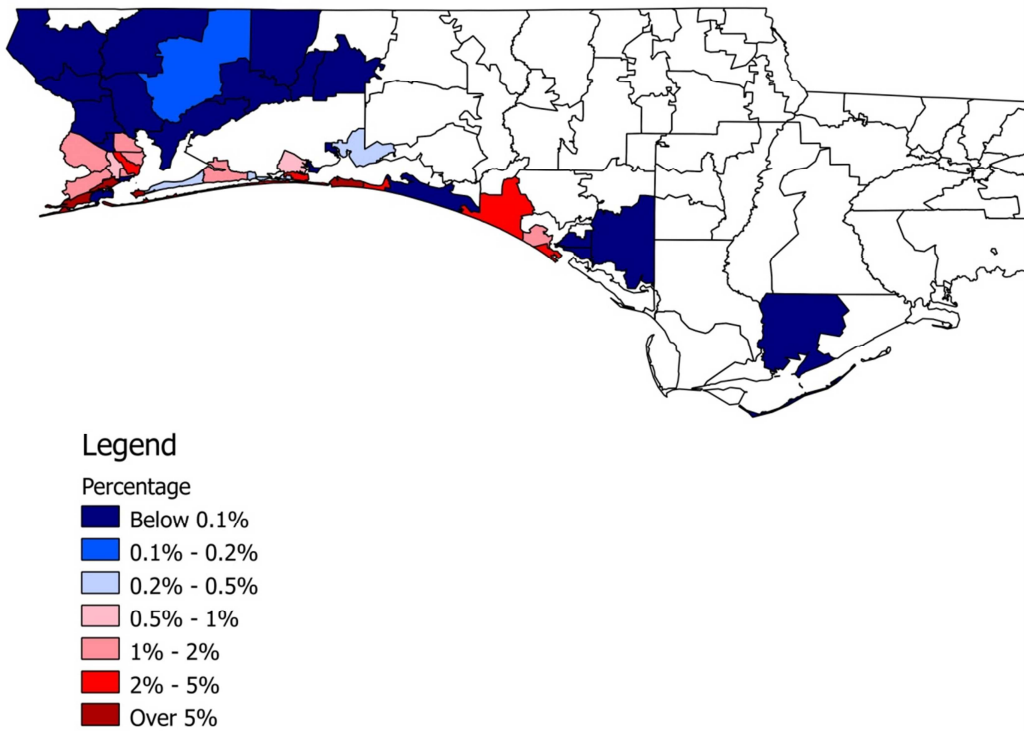 Legend
Percentage
Below 0.1%
0.1% - 0.2%
0.2% - 0.5%
0.5% - 1%
1% - 2%
2% - 5%
Over 5%